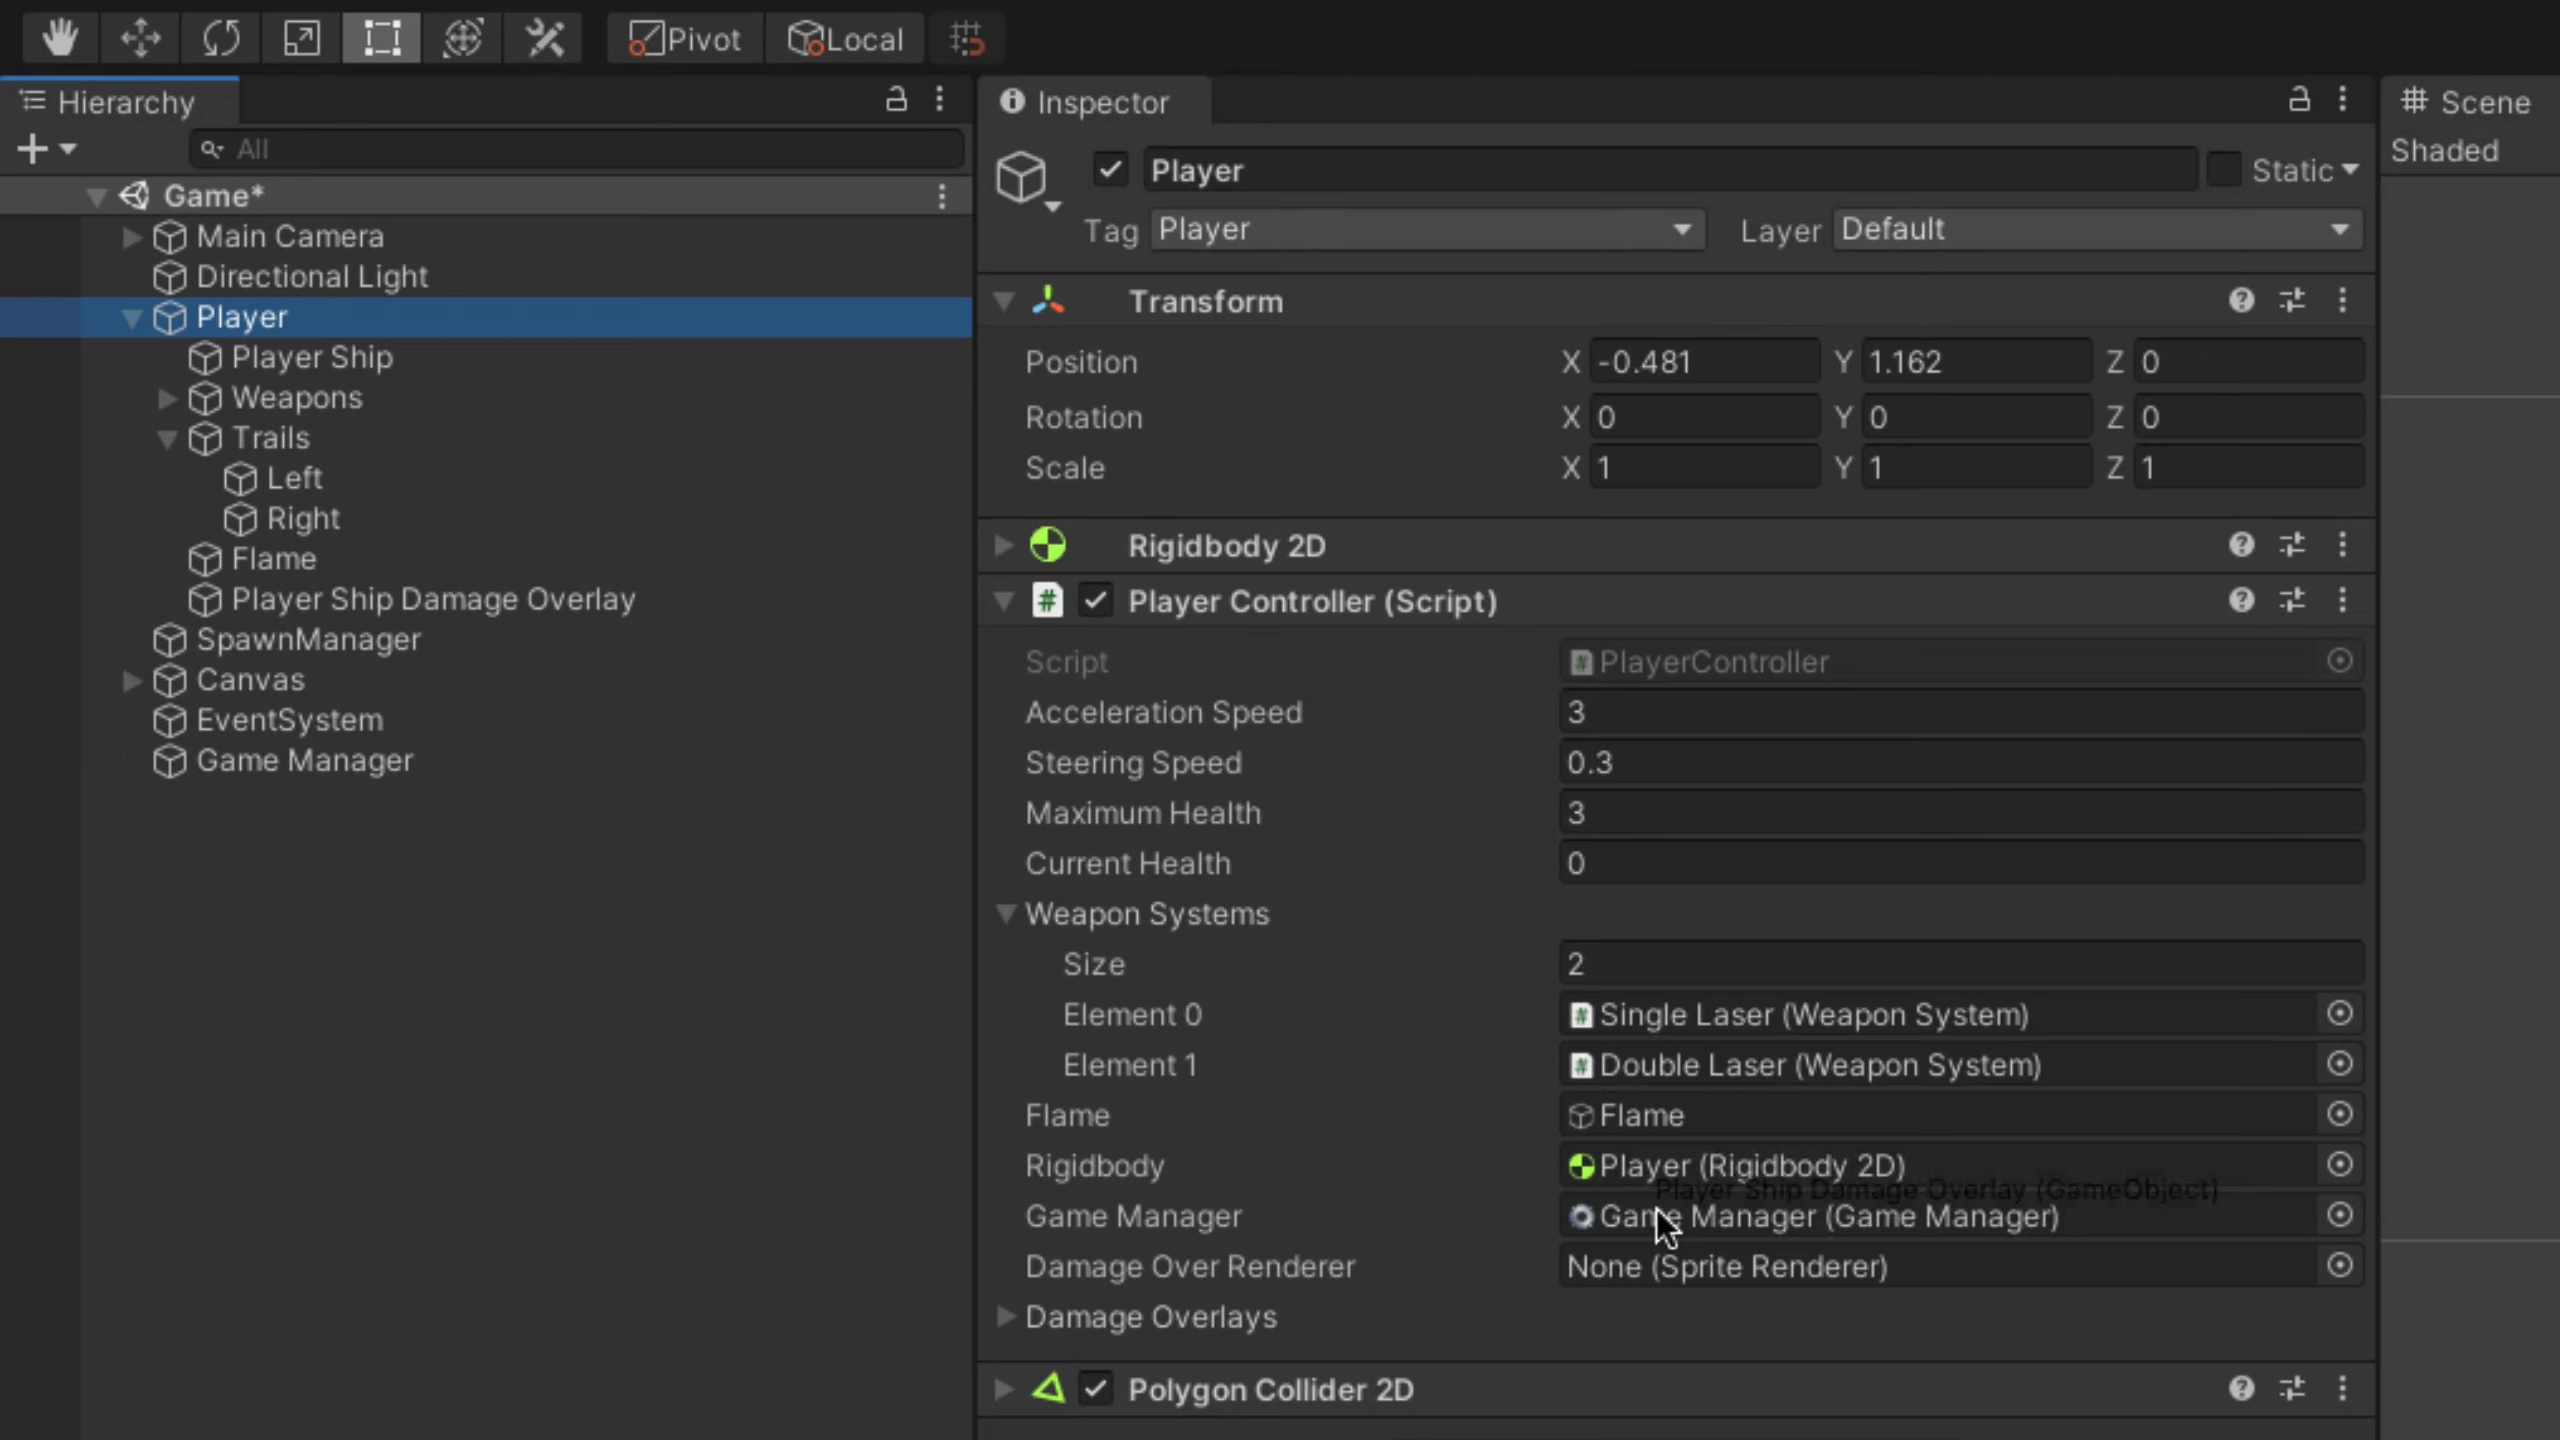 Pivot
Local
Hierarchy
All
Game*
Main Camera
Directional Light
Player
Player Ship
Weapons
Trails
Left
Right
Flame
Player Ship Damage Overlay
SpawnManager
Canvas
EventSystem
Game Manager
Inspector
Player
Static
Tag Player Layer Default
Transform
Position X -0.481 Y 1.162 Z 0
Rotation X 0 Y 0 Z 0
Scale X 1 Y 1 Z 1
Rigidbody 2D
Player Controller (Script)
Script PlayerController
Acceleration Speed 3
Steering Speed 0.3
Maximum Health 3
Current Health 0
Weapon Systems
Size 2
Element 0 Single Laser (Weapon System)
Element 1 Double Laser (Weapon System)
Flame Flame
Rigidbody Player (Rigidbody 2D)
Player Ship Damage Overlay (GameObject)
Game Manager Game Manager (Game Manager)
Damage Over Renderer None (Sprite Renderer)
Damage Overlays
Polygon Collider 2D
Scene
Shaded